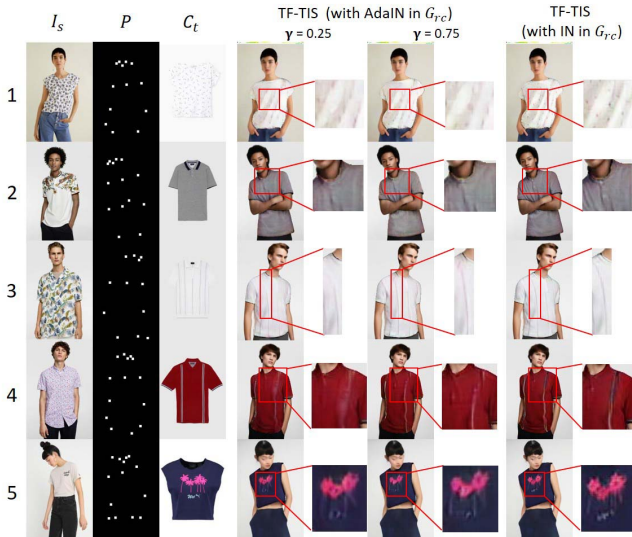 I_s P C_t TF-TIS (with AdaIN in G_rc) TF-TIS
γ = 0.25 γ = 0.75 (with IN in G_rc)
1
2
3
4
5